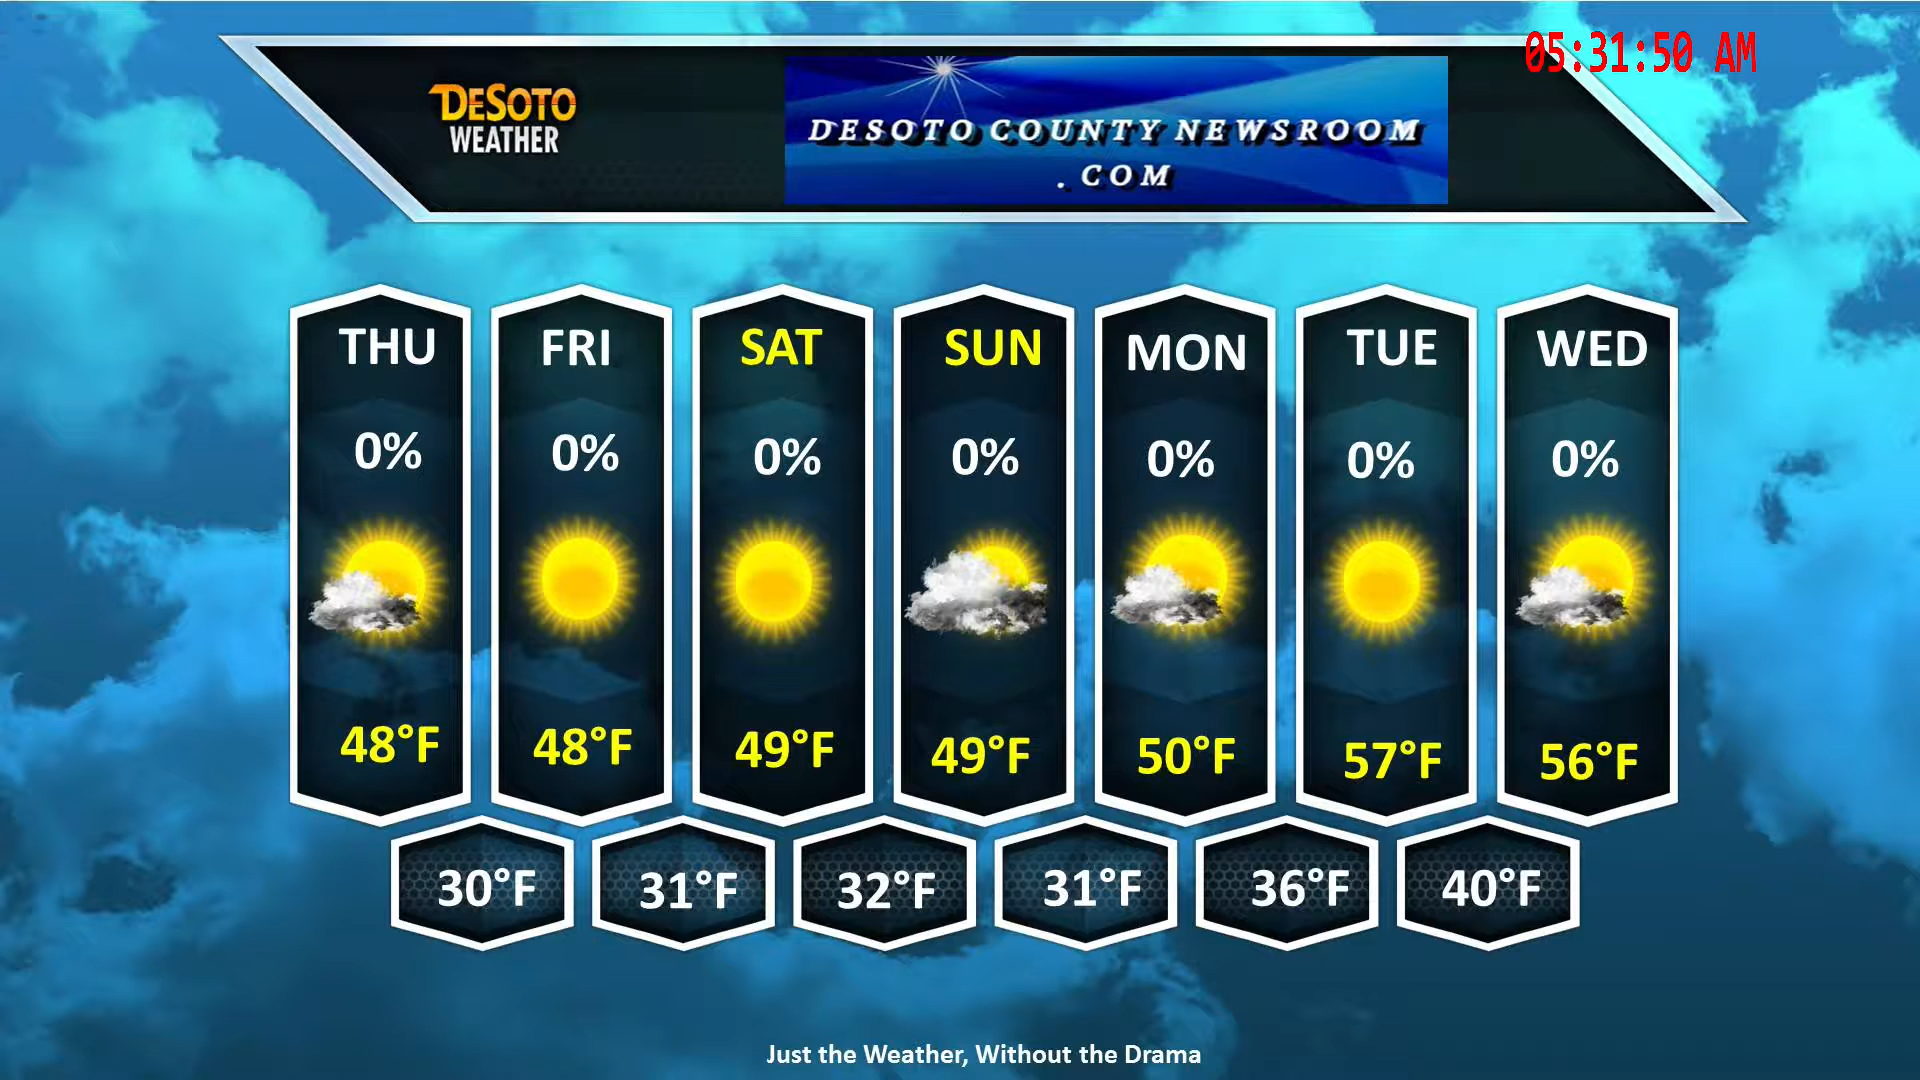 05:31:50 AM
DESOTO
WEATHER
DESOTO COUNTY NEWSROOM
.COM
THU FRI SAT SUN MON TUE WED
0% 0% 0% 0% 0% 0% 0%
48°F 48°F 49°F 49°F 50°F 57°F 56°F
30°F 31°F 32°F 31°F 36°F 40°F
Just the Weather, Without the Drama